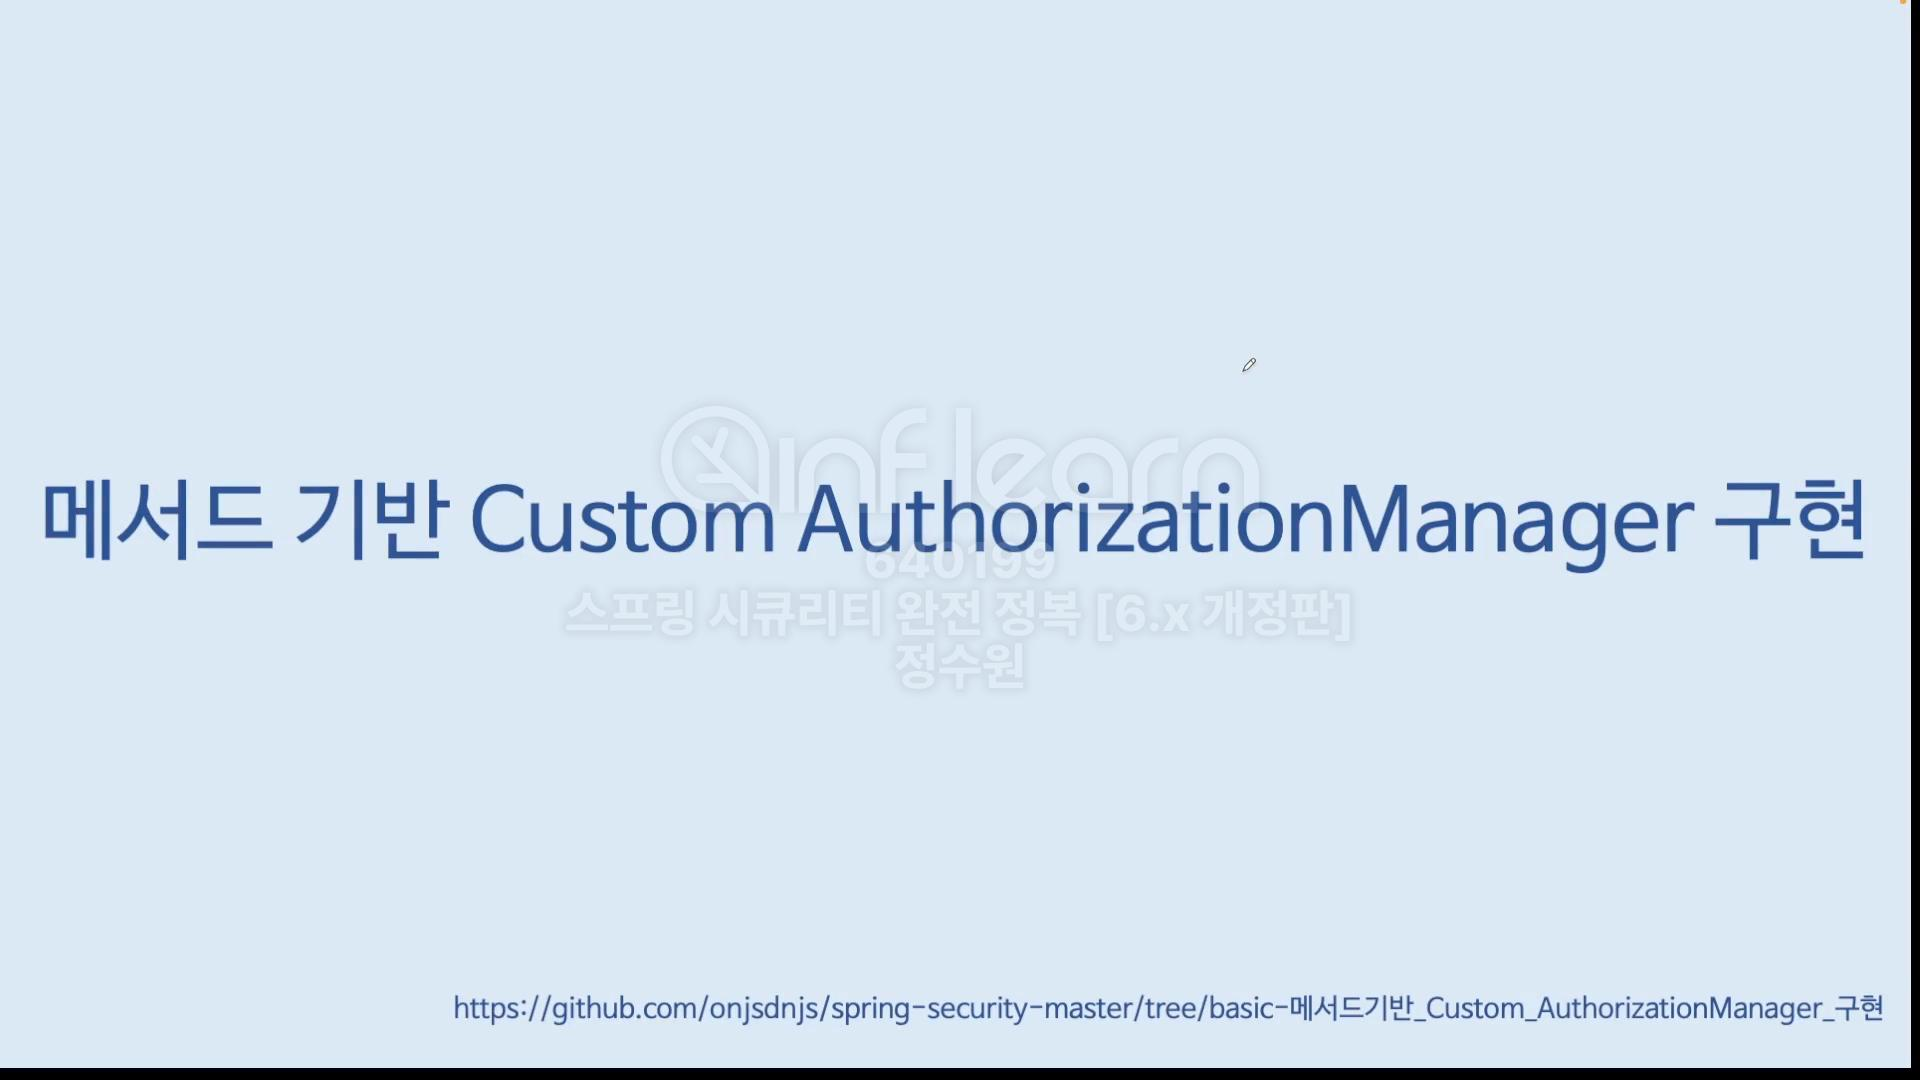 inflearn
메서드 기반 Custom AuthorizationManager 구현
640199
스프링 시큐리티 완전 정복 [6.x 개정판]
정수원
https://github.com/onjsdnjs/spring-security-master/tree/basic-메서드기반_Custom_AuthorizationManager_구현